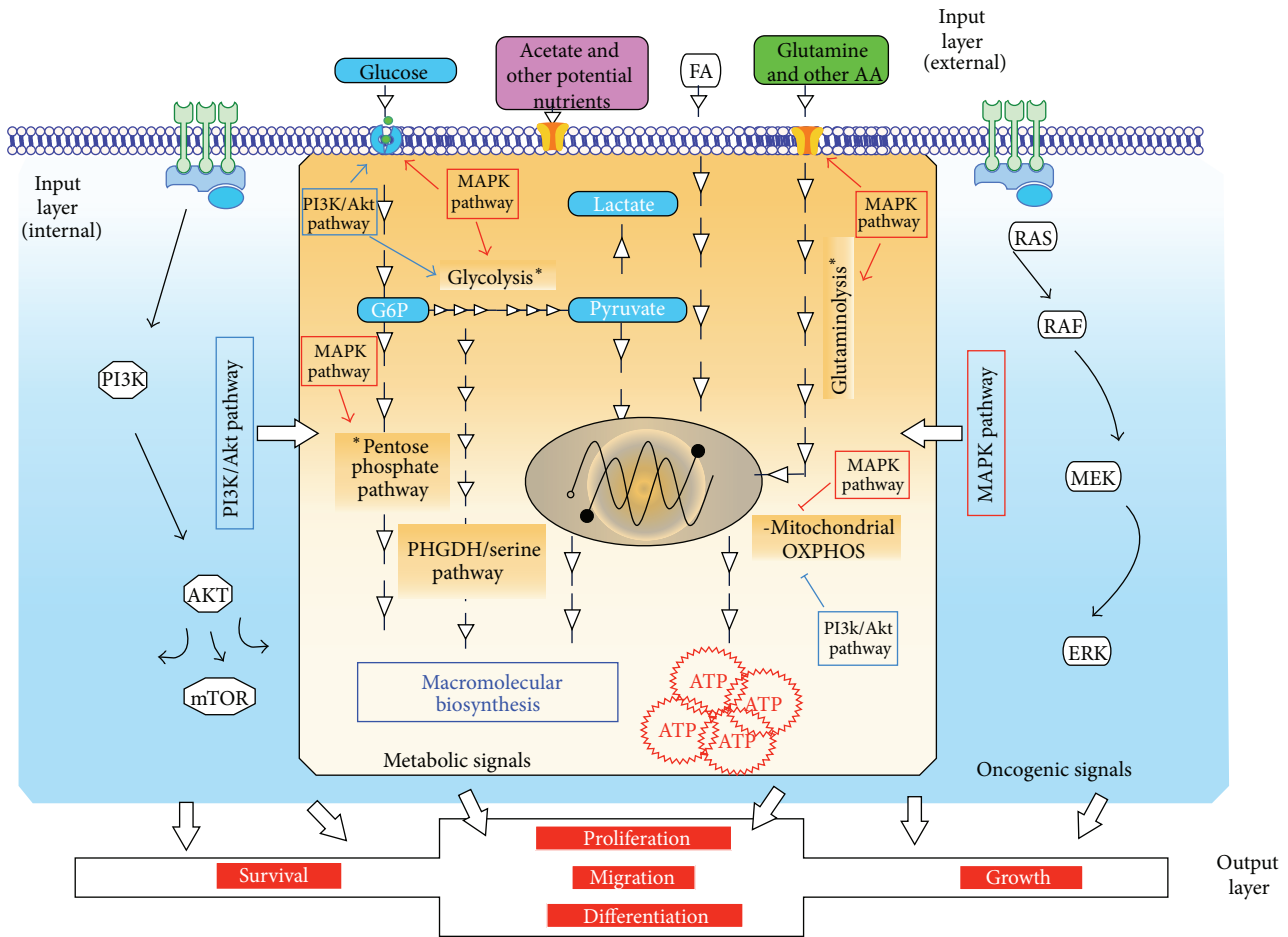 Input
layer
(external)
Glucose
Acetate and
other potential
nutrients
FA
Glutamine
and other AA
Input
layer
(internal)
PI3K/Akt
pathway
MAPK
pathway
Lactate
MAPK
pathway
RAS
Glycolysis*
Glutaminolysis*
G6P
Pyruvate
RAF
MAPK
pathway
PI3K
PI3K/Akt pathway
MAPK pathway
*Pentose
phosphate
pathway
MAPK
pathway
MEK
PHGDH/serine
pathway
-Mitochondrial
OXPHOS
AKT
PI3k/Akt
pathway
ERK
mTOR
Macromolecular
biosynthesis
ATP
ATP
ATP
ATP
Metabolic signals
Oncogenic signals
Proliferation
Survival
Migration
Growth
Differentiation
Output
layer